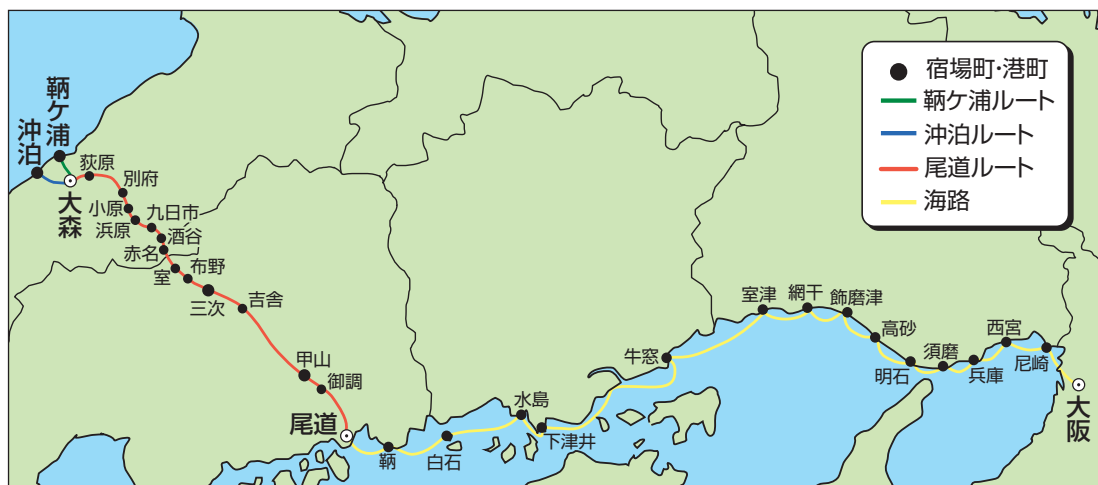 宿場町・港町
鞆ケ浦ルート
沖泊ルート
尾道ルート
海路
鞆ケ浦
沖泊
大森
荻原
別府
小原
浜原
九日市
酒谷
赤名
室
布野
三次
吉舎
甲山
御調
尾道
鞆
白石
水島
下津井
牛窓
室津
網干
飾磨津
高砂
明石
須磨
兵庫
西宮
尼崎
大阪